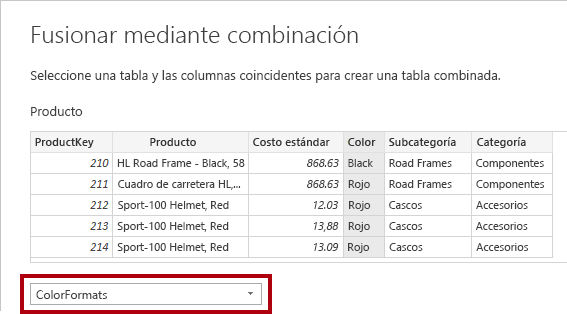 Fusionar mediante combinación
Seleccione una tabla y las columnas coincidentes para crear una tabla combinada.
Producto
ProductKey Producto Costo estándar Color Subcategoría Categoría
210 HL Road Frame - Black, 58 868.63 Black Road Frames Componentes
211 Cuadro de carretera HL,... 868.63 Rojo Road Frames Componentes
212 Sport-100 Helmet, Red 12.03 Rojo Cascos Accesorios
213 Sport-100 Helmet, Red 13,88 Rojo Cascos Accesorios
214 Sport-100 Helmet, Red 13.09 Rojo Cascos Accesorios
ColorFormats